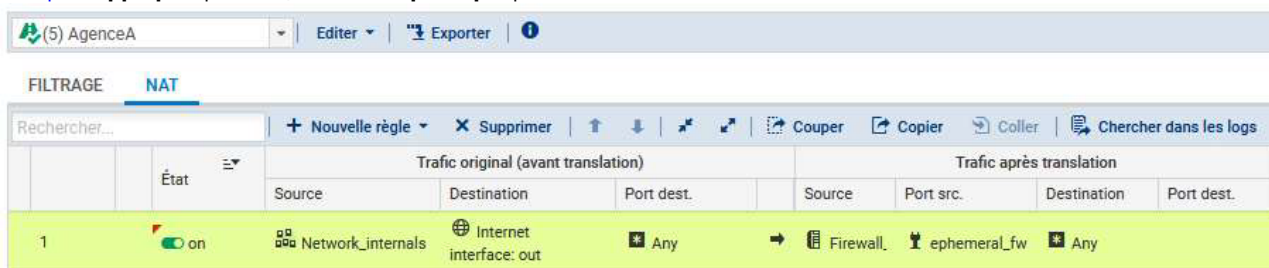 (5) AgenceA Editer Exporter
FILTRAGE NAT
Rechercher... Nouvelle règle Supprimer Couper Copier Coller Chercher dans les logs
État Trafic original (avant translation) Trafic après translation
Source Destination Port dest. Source Port src. Destination Port dest.
1 on Network_internals Internet
interface: out Any Firewall_ ephemeral_fw Any